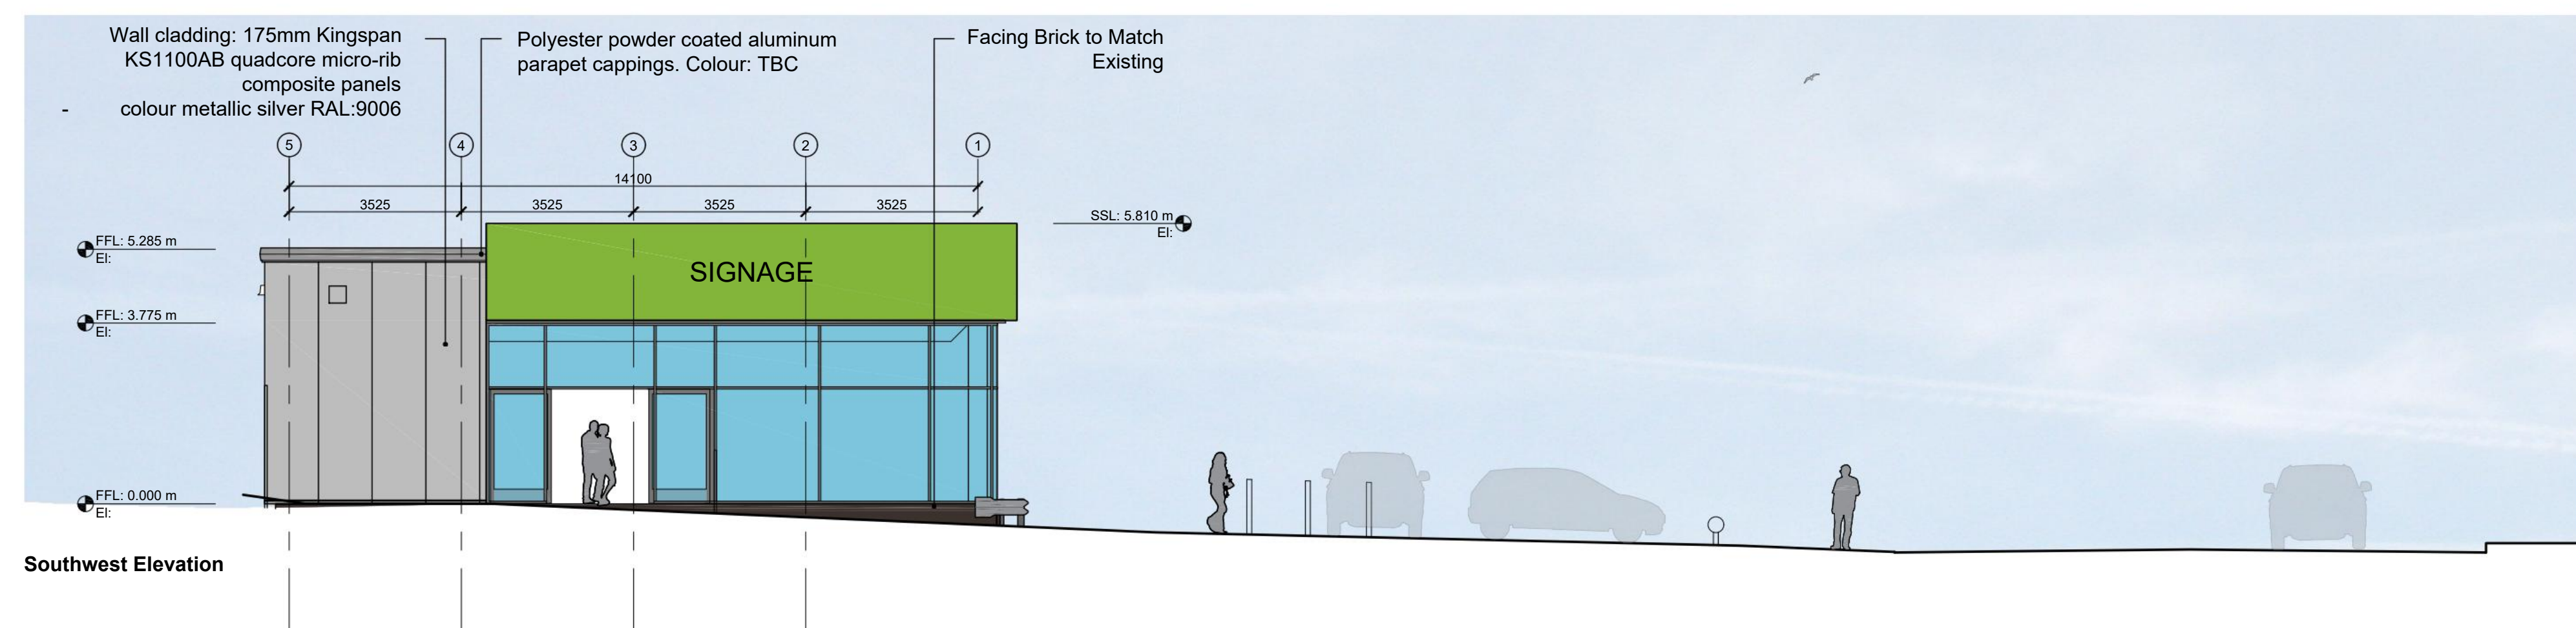 Wall cladding: 175mm Kingspan
KS1100AB quadcore micro-rib
composite panels
- colour metallic silver RAL:9006
Polyester powder coated aluminum
parapet cappings. Colour: TBC
Facing Brick to Match
Existing
5 4 3 2 1
14100
3525 3525 3525 3525
SSL: 5.810 m
El:
FFL: 5.285 m
El:
SIGNAGE
FFL: 3.775 m
El:
FFL: 0.000 m
El:
Southwest Elevation